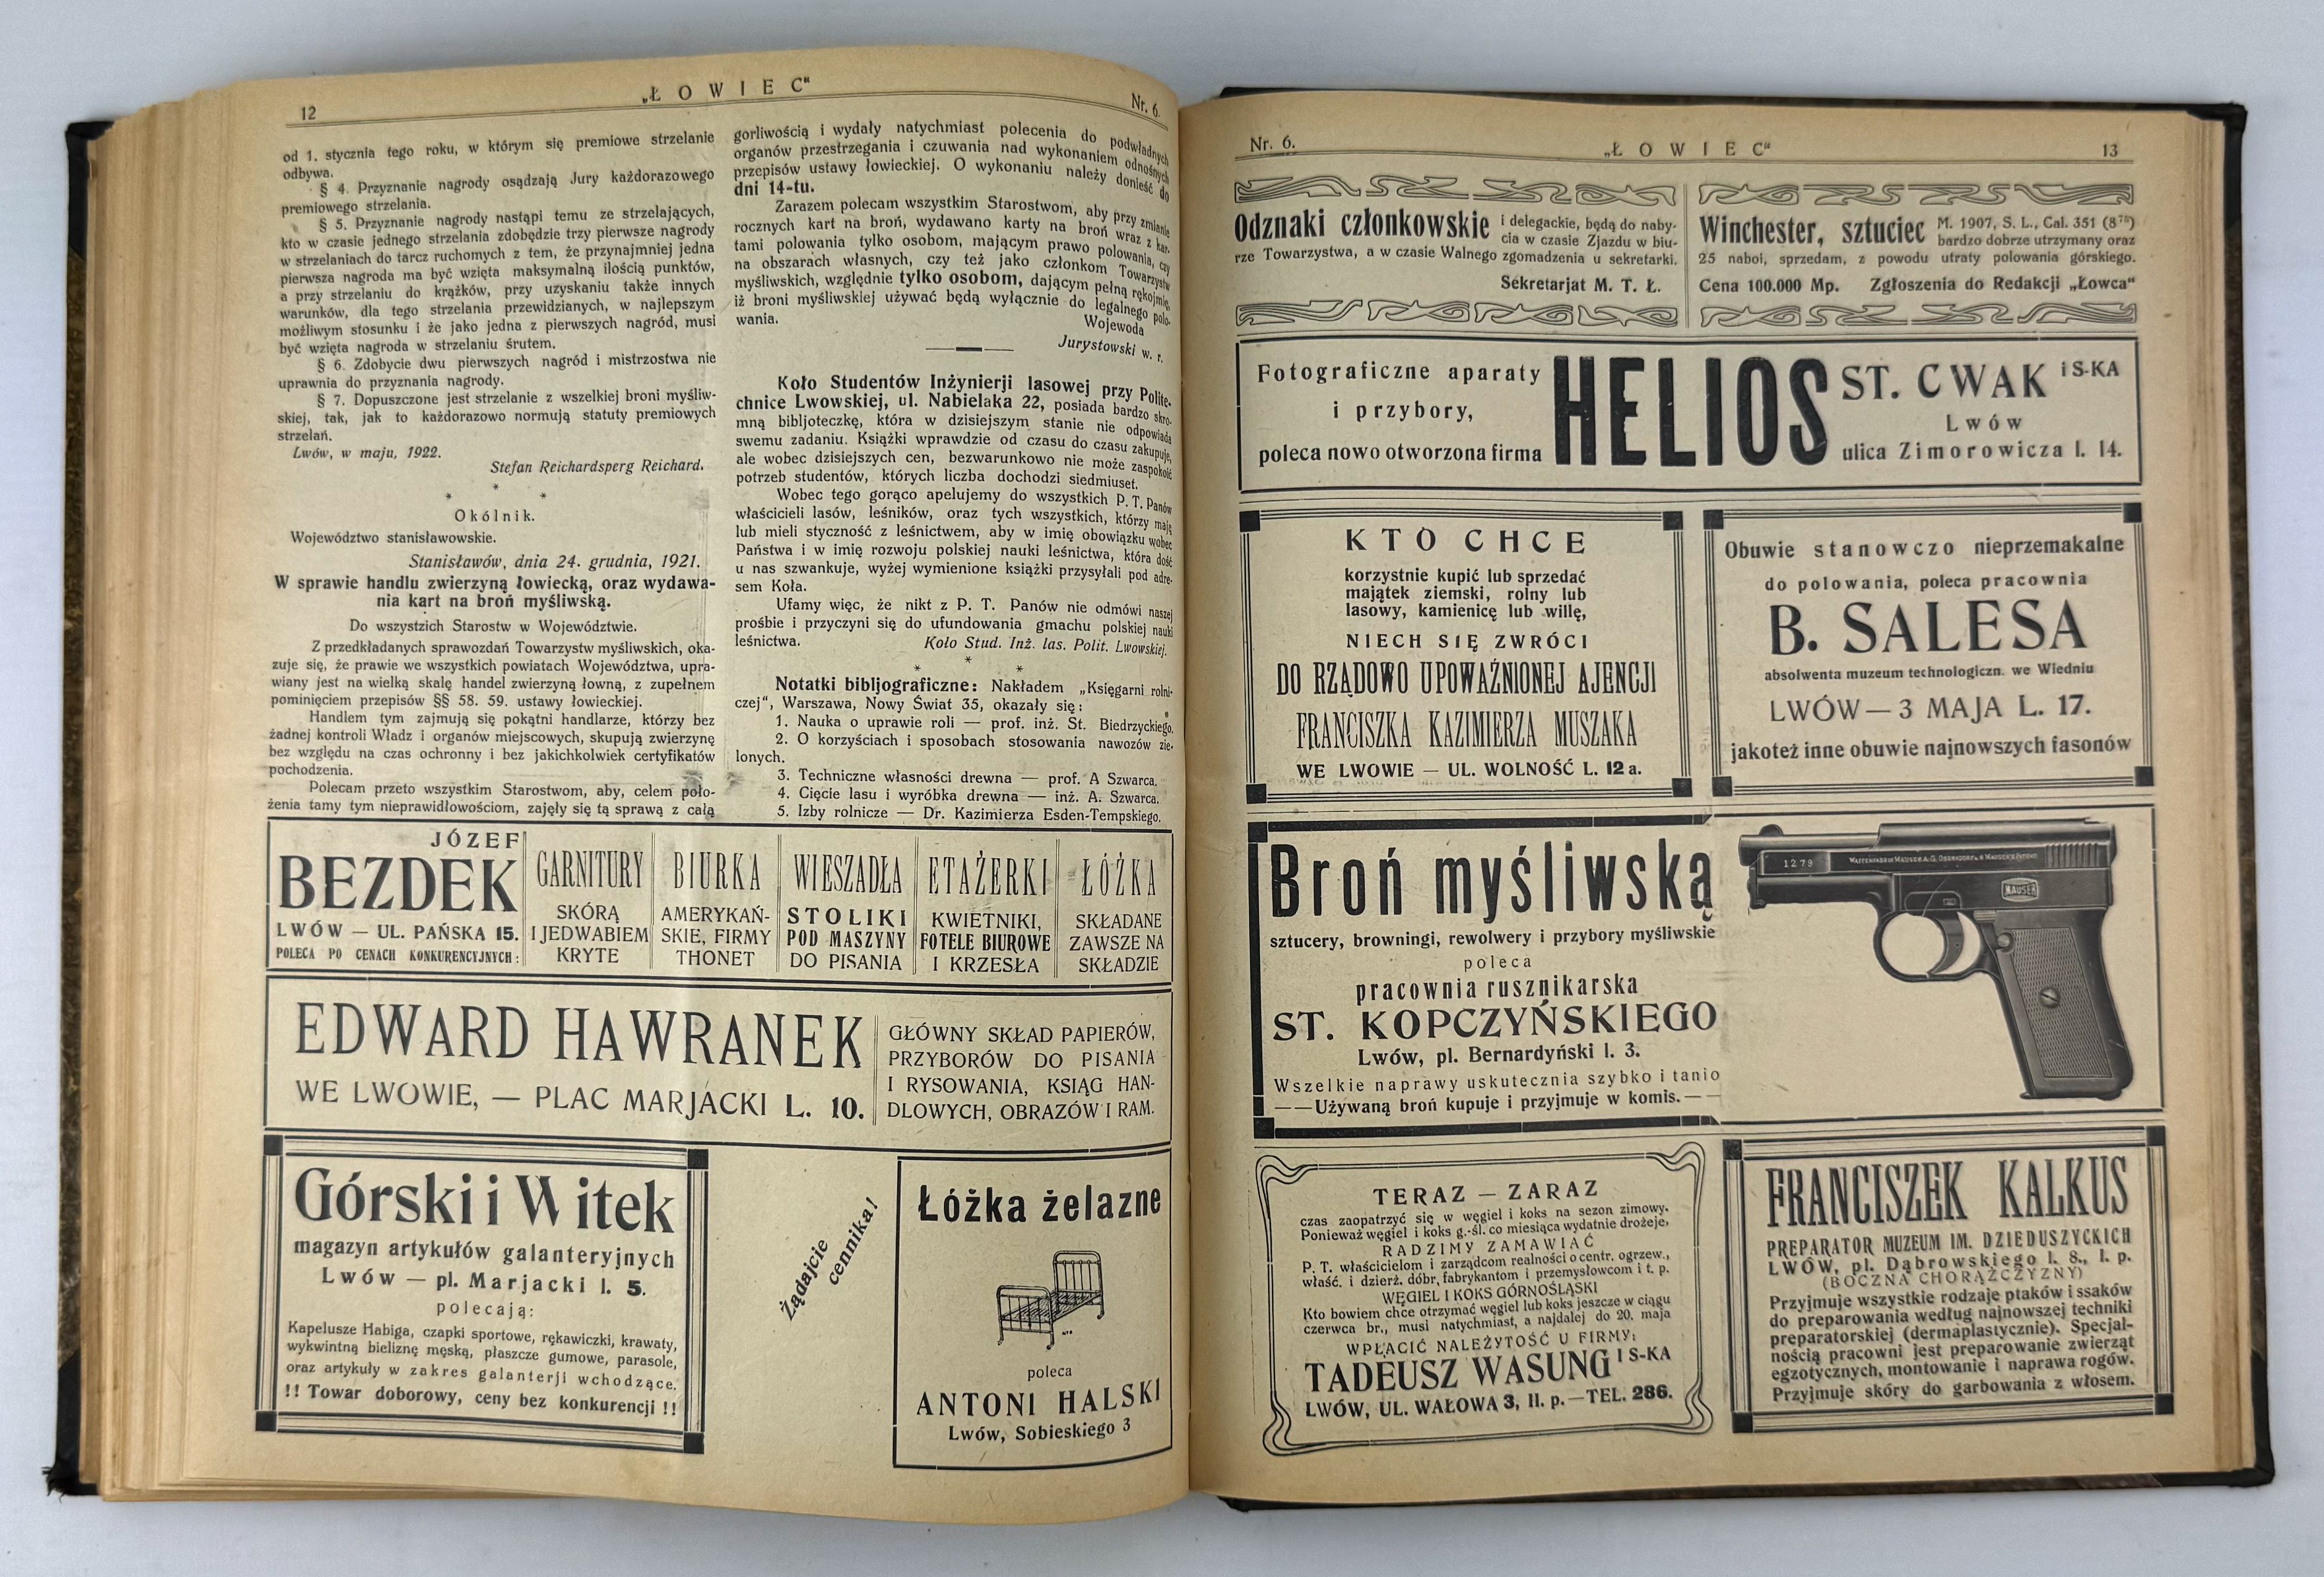 12
„ŁOWIEC"
Nr. 6.
od 1. stycznia tego roku, w którym się premiowe strzelanie
odbywa.
§ 4. Przyznanie nagrody osądzają Jury każdorazowego
premiowego strzelania.
§ 5. Przyznanie nagrody nastąpi temu ze strzelających,
kto w czasie jednego strzelania zdobędzie trzy pierwsze nagrody
w strzelaniach do tarcz ruchomych z tem, że przynajmniej jedna
pierwsza nagroda ma być wzięta maksymalną ilością punktów,
a przy strzelaniu do krążków, przy uzyskaniu także innych
warunków, dla tego strzelania przewidzianych, w najlepszym
możliwym stosunku i że jako jedna z pierwszych nagród, musi
być wzięta nagroda w strzelaniu śrutem.
§ 6. Zdobycie dwu pierwszych nagród i mistrzostwa nie
uprawnia do przyznania nagrody.
§ 7. Dopuszczone jest strzelanie z wszelkiej broni myśliw-
skiej, tak, jak to każdorazowo normują statuty premiowych
strzelań.
Lwów, w maju, 1922.
Stefan Reichardsperg Reichard.
* * *
Okólnik.
Województwo stanisławowskie.
Stanisławów, dnia 24. grudnia, 1921.
W sprawie handlu zwierzyną łowiecką, oraz wydawa-
nia kart na broń myśliwską.
Do wszystzich Starostw w Województwie.
Z przedkładanych sprawozdań Towarzystw myśliwskich, oka-
zuje się, że prawie we wszystkich powiatach Województwa, upra-
wiany jest na wielką skalę handel zwierzyną łowną, z zupełnem
pominięciem przepisów §§ 58. 59. ustawy łowieckiej.
Handlem tym zajmują się pokątni handlarze, którzy bez
żadnej kontroli Władz i organów miejscowych, skupują zwierzynę
bez względu na czas ochronny i bez jakichkolwiek certyfikatów
pochodzenia.
Polecam przeto wszystkim Starostwom, aby, celem poło-
żenia tamy tym nieprawidłowościom, zajęły się tą sprawą z całą
gorliwością i wydały natychmiast polecenia do podwładnych
organów przestrzegania i czuwania nad wykonaniem odnośnych
przepisów ustawy łowieckiej. O wykonaniu należy donieść do
dni 14-tu.
Zarazem polecam wszystkim Starostwom, aby przy zmianie
rocznych kart na broń, wydawano karty na broń wraz z kar-
tami polowania tylko osobom, mającym prawo polowania, czy
na obszarach własnych, czy też jako członkom Towarzystw
myśliwskich, względnie tylko osobom, dającym pełną rękojmię,
iż broni myśliwskiej używać będą wyłącznie do legalnego polo-
wania.
Wojewoda
Jurystowski w. r.
Koło Studentów Inżynierji lasowej przy Polite-
chnice Lwowskiej, ul. Nabielaka 22, posiada bardzo skro-
mną bibljoteczkę, która w dzisiejszym stanie nie odpowiada
swemu zadaniu. Książki wprawdzie od czasu do czasu zakupuje,
ale wobec dzisiejszych cen, bezwarunkowo nie może zaspokoić
potrzeb studentów, których liczba dochodzi siedmiuset.
Wobec tego gorąco apelujemy do wszystkich P. T. Panów
właścicieli lasów, leśników, oraz tych wszystkich, którzy mają
lub mieli styczność z leśnictwem, aby w imię obowiązku wobec
Państwa i w imię rozwoju polskiej nauki leśnictwa, która dość
u nas szwankuje, wyżej wymienione książki przysyłali pod adre-
sem Koła.
Ufamy więc, że nikt z P. T. Panów nie odmówi naszej
prośbie i przyczyni się do ufundowania gmachu polskiej nauki
leśnictwa.
Koło Stud. Inż. las. Polit. Lwowskiej.
* * *
Notatki bibljograficzne: Nakładem „Księgarni rolni-
czej", Warszawa, Nowy Świat 35, okazały się:
1. Nauka o uprawie roli — prof. inż. St. Biedrzyckiego.
2. O korzyściach i sposobach stosowania nawozów zie-
lonych.
3. Techniczne własności drewna — prof. A Szwarca.
4. Cięcie lasu i wyróbka drewna — inż. A. Szwarca.
5. Izby rolnicze — Dr. Kazimierza Esden-Tempskiego.
JÓZEF
BEZDEK
LWÓW — UL. PAŃSKA 15.
POLECA PO CENACH KONKURENCYJNYCH:
GARNITURY
SKÓRĄ
I JEDWABIEM
KRYTE
BIURKA
AMERYKAŃ-
SKIE, FIRMY
THONET
WIESZADŁA
STOLIKI
POD MASZYNY
DO PISANIA
ETAŻERKI
KWIETNIKI,
FOTELE BIUROWE
I KRZESŁA
ŁÓŻKA
SKŁADANE
ZAWSZE NA
SKŁADZIE
EDWARD HAWRANEK
WE LWOWIE, — PLAC MARJACKI L. 10.
GŁÓWNY SKŁAD PAPIERÓW,
PRZYBORÓW DO PISANIA
I RYSOWANIA, KSIĄG HAN-
DLOWYCH, OBRAZÓW I RAM.
Górski i Witek
magazyn artykułów galanteryjnych
Lwów — pl. Marjacki l. 5.
polecają:
Kapelusze Habiga, czapki sportowe, rękawiczki, krawaty,
wykwintną bieliznę męską, płaszcze gumowe, parasole,
oraz artykuły w zakres galanterji wchodzące.
!! Towar doborowy, ceny bez konkurencji !!
Żądajcie
cennika!
Łóżka żelazne
poleca
ANTONI HALSKI
Lwów, Sobieskiego 3
Nr. 6.
„ŁOWIEC"
13
Odznaki członkowskie i delegackie, będą do naby-
cia w czasie Zjazdu w biu-
rze Towarzystwa, a w czasie Walnego zgomadzenia u sekretarki.
Sekretarjat M. T. Ł.
Winchester, sztuciec M. 1907, S. L., Cal. 351 (8⁷⁵)
bardzo dobrze utrzymany oraz
25 naboi, sprzedam, z powodu utraty polowania górskiego.
Cena 100.000 Mp. Zgłoszenia do Redakcji „Łowca"
Fotograficzne aparaty
i przybory,
poleca nowo otworzona firma
HELIOS
ST. CWAK i S-KA
Lwów
ulica Zimorowicza l. 14.
KTO CHCE
korzystnie kupić lub sprzedać
majątek ziemski, rolny lub
lasowy, kamienicę lub willę,
NIECH SIĘ ZWRÓCI
DO RZĄDOWO UPOWAŻNIONEJ AJENCJI
FRANCISZKA KAZIMIERZA MUSZAKA
WE LWOWIE — UL. WOLNOŚĆ L. 12 a.
Obuwie stanowczo nieprzemakalne
do polowania, poleca pracownia
B. SALESA
absolwenta muzeum technologiczn. we Wiedniu
LWÓW — 3 MAJA L. 17.
jakoteż inne obuwie najnowszych fasonów
Broń myśliwską
sztucery, browningi, rewolwery i przybory myśliwskie
poleca
pracownia rusznikarska
ST. KOPCZYŃSKIEGO
Lwów, pl. Bernardyński l. 3.
Wszelkie naprawy uskutecznia szybko i tanio
——Używaną broń kupuje i przyjmuje w komis.——
1279
WAFFENFABRIK MAUSER A.G. OBERNDORF A.N. MAUSER'S PATENT
MAUSER
TERAZ — ZARAZ
czas zaopatrzyć się w węgiel i koks na sezon zimowy.
Ponieważ węgiel i koks g.-śl. co miesiąca wydatnie drożeje,
RADZIMY ZAMAWIAĆ
P. T. właścicielom i zarządcom realności o centr. ogrzew.,
właść. i dzierż. dóbr, fabrykantom i przemysłowcom i t. p.
WĘGIEL I KOKS GÓRNOŚLĄSKI
Kto bowiem chce otrzymać węgiel lub koks jeszcze w ciągu
czerwca br., musi natychmiast, a najdalej do 20. maja
WPŁACIĆ NALEŻYTOŚĆ U FIRMY:
TADEUSZ WASUNG I S-KA
LWÓW, UL. WAŁOWA 3, II. p. — TEL. 286.
FRANCISZEK KALKUS
PREPARATOR MUZEUM IM. DZIEDUSZYCKICH
LWÓW, pl. Dąbrowskiego l. 8., I. p.
(BOCZNA CHORĄŻCZYZNY)
Przyjmuje wszystkie rodzaje ptaków i ssaków
do preparowania według najnowszej techniki
preparatorskiej (dermaplastycznie). Specjal-
nością pracowni jest preparowanie zwierząt
egzotycznych, montowanie i naprawa rogów.
Przyjmuje skóry do garbowania z włosem.